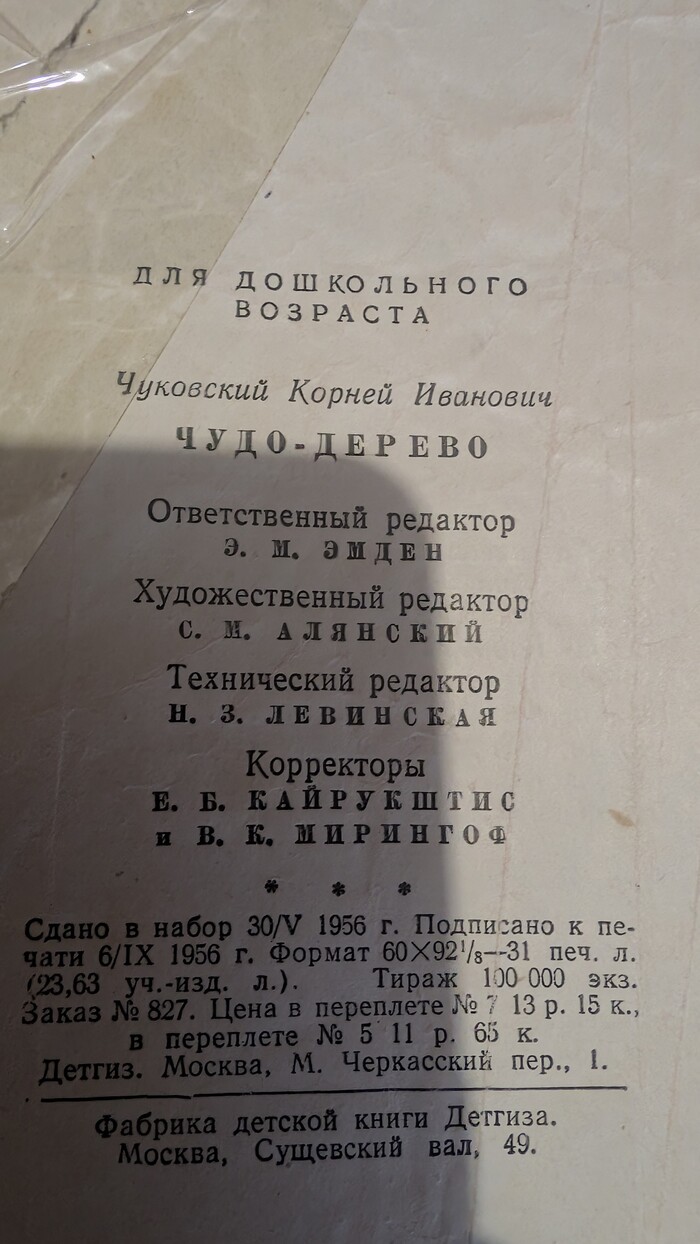 ДЛЯ ДОШКОЛЬНОГО
ВОЗРАСТА
Чуковский Корней Иванович
ЧУДО-ДЕРЕВО
Ответственный редактор
Э. М. ЭМДЕН
Художественный редактор
С. М. АЛЯНСКИЙ
Технический редактор
Н. З. ЛЕВИНСКАЯ
Корректоры
Е. Б. КАЙРУКШТИС
и В. К. МИРИНГОФ
* * *
Сдано в набор 30/V 1956 г. Подписано к пе-
чати 6/IX 1956 г. Формат 60×92¹/₈--31 печ. л.
(23,63 уч.-изд. л.). Тираж 100 000 экз.
Заказ № 827. Цена в переплете № 7 13 р. 15 к.,
в переплете № 5 11 р. 65 к.
Детгиз. Москва, М. Черкасский пер., 1.
Фабрика детской книги Детгиза.
Москва, Сущевский вал, 49.